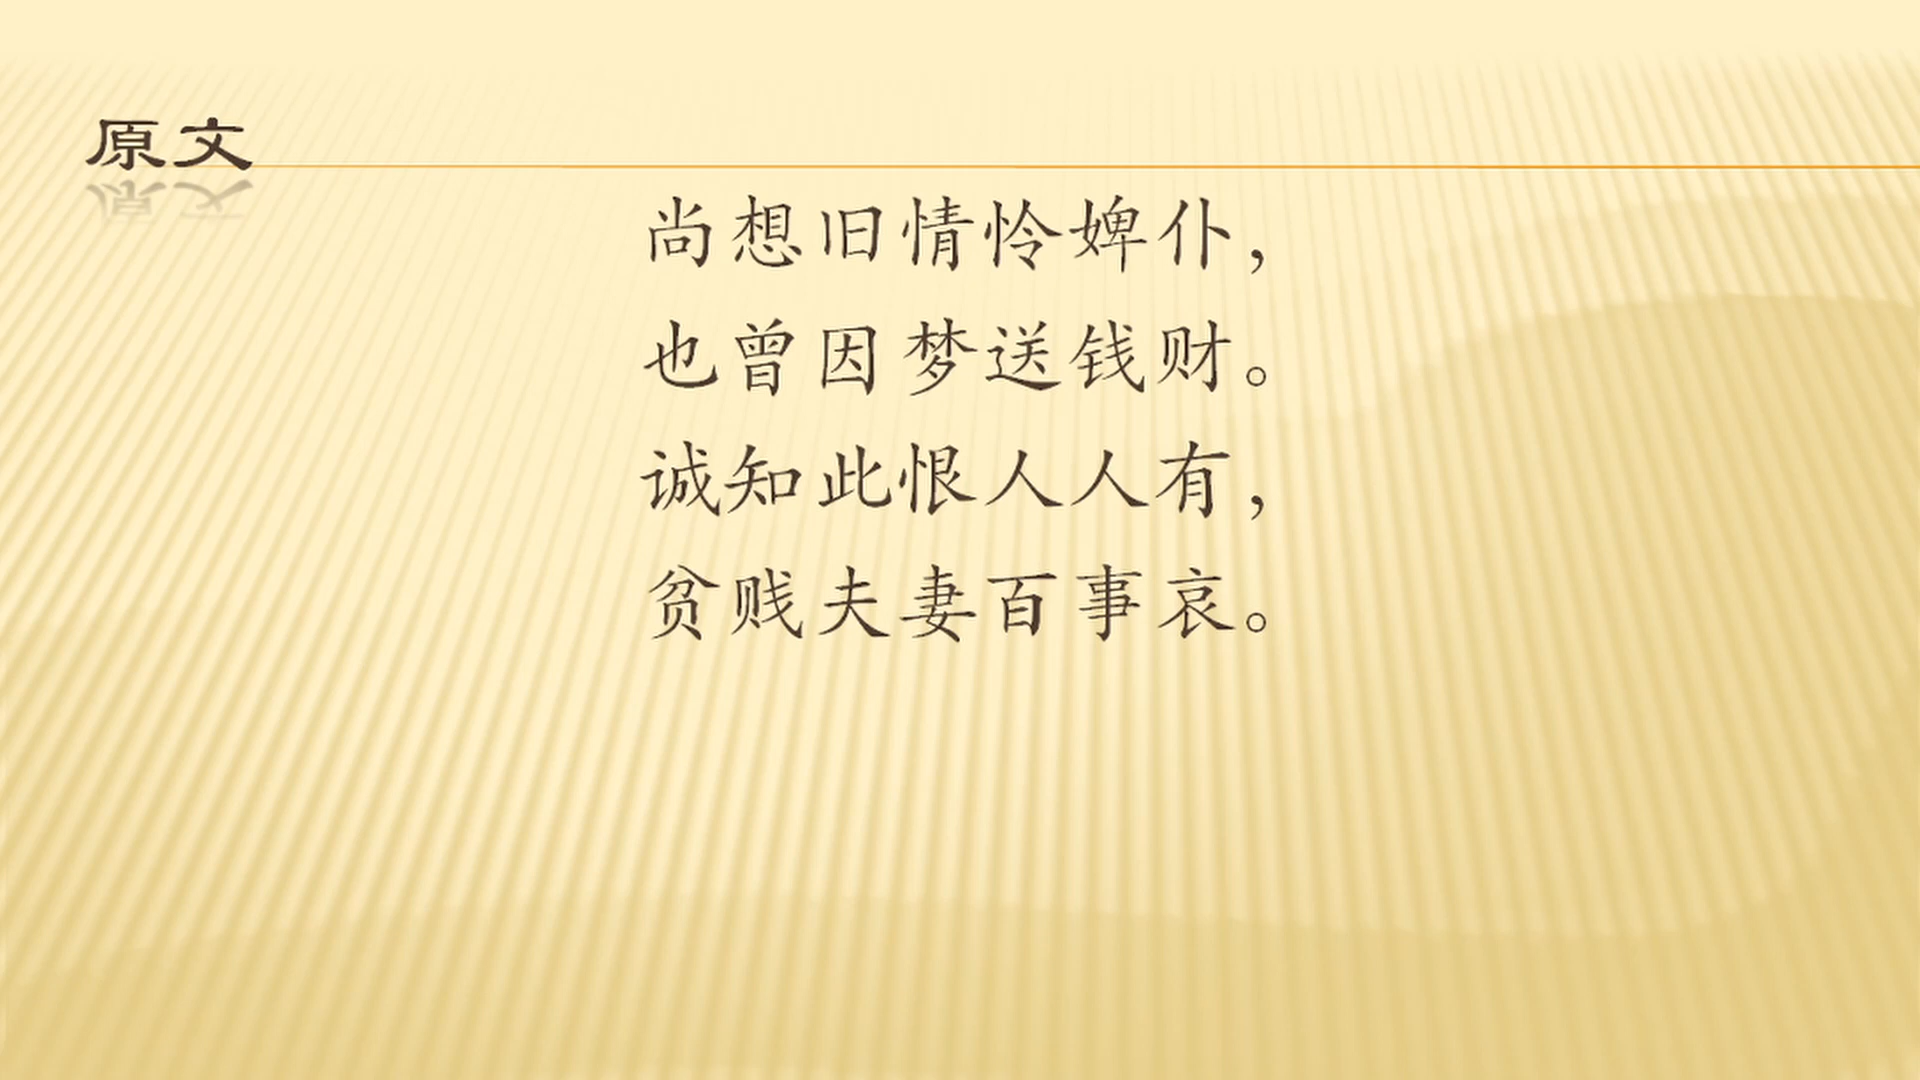 原文
尚想旧情怜婢仆，
也曾因梦送钱财。
诚知此恨人人有，
贫贱夫妻百事哀。